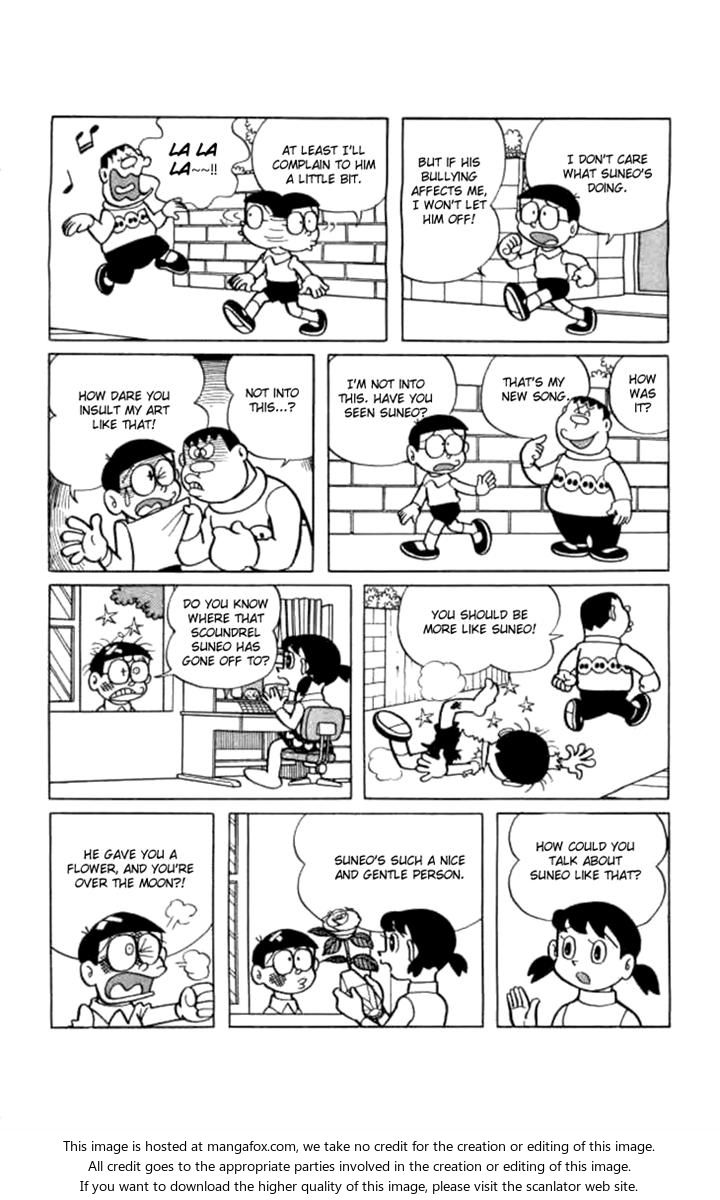 I DON'T CARE
WHAT SUNEO'S
DOING.
BUT IF HIS
BULLYING
AFFECTS ME,
I WON'T LET
HIM OFF!
AT LEAST I'LL
COMPLAIN TO HIM
A LITTLE BIT.
LA LA
LA~~!!
HOW
WAS
IT?
THAT'S MY
NEW SONG.
I'M NOT INTO
THIS. HAVE YOU
SEEN SUNEO?
NOT INTO
THIS...?
HOW DARE YOU
INSULT MY ART
LIKE THAT!
YOU SHOULD BE
MORE LIKE SUNEO!
DO YOU KNOW
WHERE THAT
SCOUNDREL
SUNEO HAS
GONE OFF TO?
HOW COULD YOU
TALK ABOUT
SUNEO LIKE THAT?
SUNEO'S SUCH A NICE
AND GENTLE PERSON.
HE GAVE YOU A
FLOWER, AND YOU'RE
OVER THE MOON?!
This image is hosted at mangafox.com, we take no credit for the creation or editing of this image.
All credit goes to the appropriate parties involved in the creation or editing of this image.
If you want to download the higher quality of this image, please visit the scanlator web site.